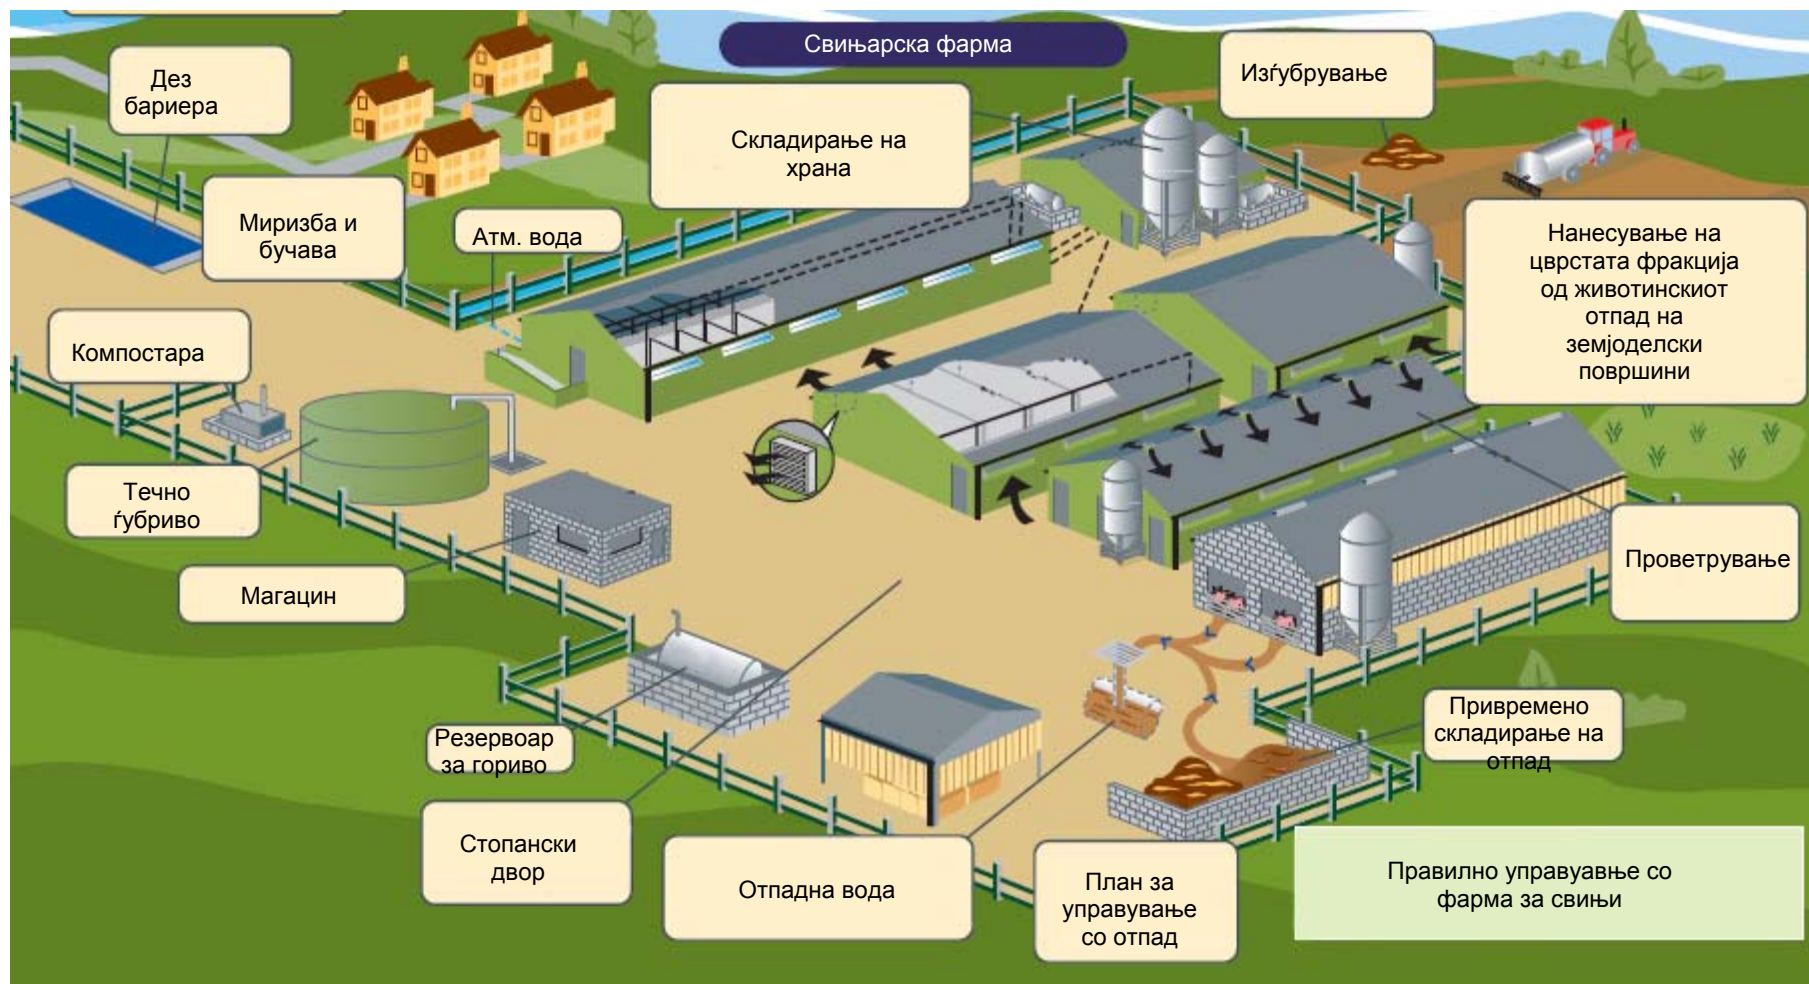 Свињарска фарма
Дез
бариера
Изѓубрување
Складирање на
храна
Миризба и
бучава
Атм. вода
Нанесување на
цврстата фракција
од животинскиот
отпад на
земјоделски
површини
Компостара
Течно
ѓубриво
Магацин
Проветрување
Резервоар
за гориво
Привремено
складирање на
отпад
Стопански
двор
Отпадна вода
План за
управување
со отпад
Правилно управуавње со
фарма за свињи